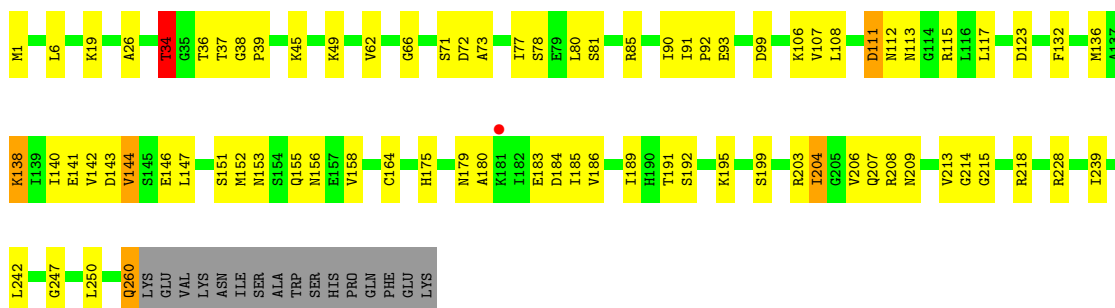 M1 L6 K19 A26 T34 G35 T36 T37 G38 P39 K45 K49 V62 G66 S71 D72 A73 I77 S78 E79 L80 S81 R85 I90 I91 P92 E93 D99 K106 V107 L108 D111 N112 N113 G114 R115 L116 L117 D123 F132 M136 A137
K138 I139 I140 E141 V142 D143 V144 S145 E146 L147 S151 M152 N153 S154 Q155 N156 E157 V158 C164 H175 N179 A180 K181 I182 E183 D184 I185 V186 I189 H190 T191 S192 K195 S199 R203 I204 G205 V206 Q207 R208 N209 V213 G214 G215 R218 R228 I239
L242 G247 L250 Q260 LYS GLU VAL LYS ASN ILE SER ALA TRP SER HIS PRO GLN PHE GLU LYS